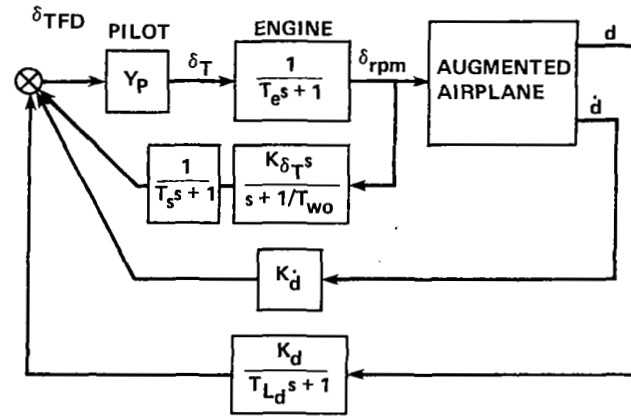 δTFD
PILOT
ENGINE
YP
δT
1
Tes + 1
δrpm
AUGMENTED
AIRPLANE
d
ḋ
1
Tss + 1
KδTs
s + 1/Two
Kḋ
Kd
TLds + 1